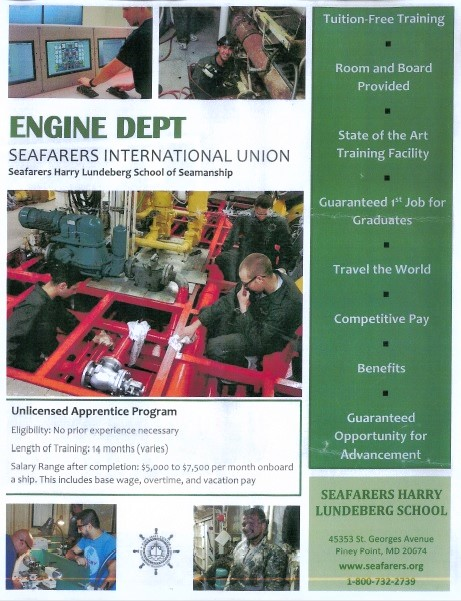 ENGINE DEPT
SEAFARERS INTERNATIONAL UNION
Seafarers Harry Lundeberg School of Seamanship
Unlicensed Apprentice Program
Eligibility: No prior experience necessary
Length of Training: 14 months (varies)
Salary Range after completion: $5,000 to $7,500 per month onboard
a ship. This includes base wage, overtime, and vacation pay
Tuition-Free Training
Room and Board
Provided
State of the Art
Training Facility
Guaranteed 1st Job for
Graduates
Travel the World
Competitive Pay
Benefits
Guaranteed
Opportunity for
Advancement
SEAFARERS HARRY
LUNDEBERG SCHOOL
45353 St. Georges Avenue
Piney Point, MD 20674
www.seafarers.org
1-800-732-2739